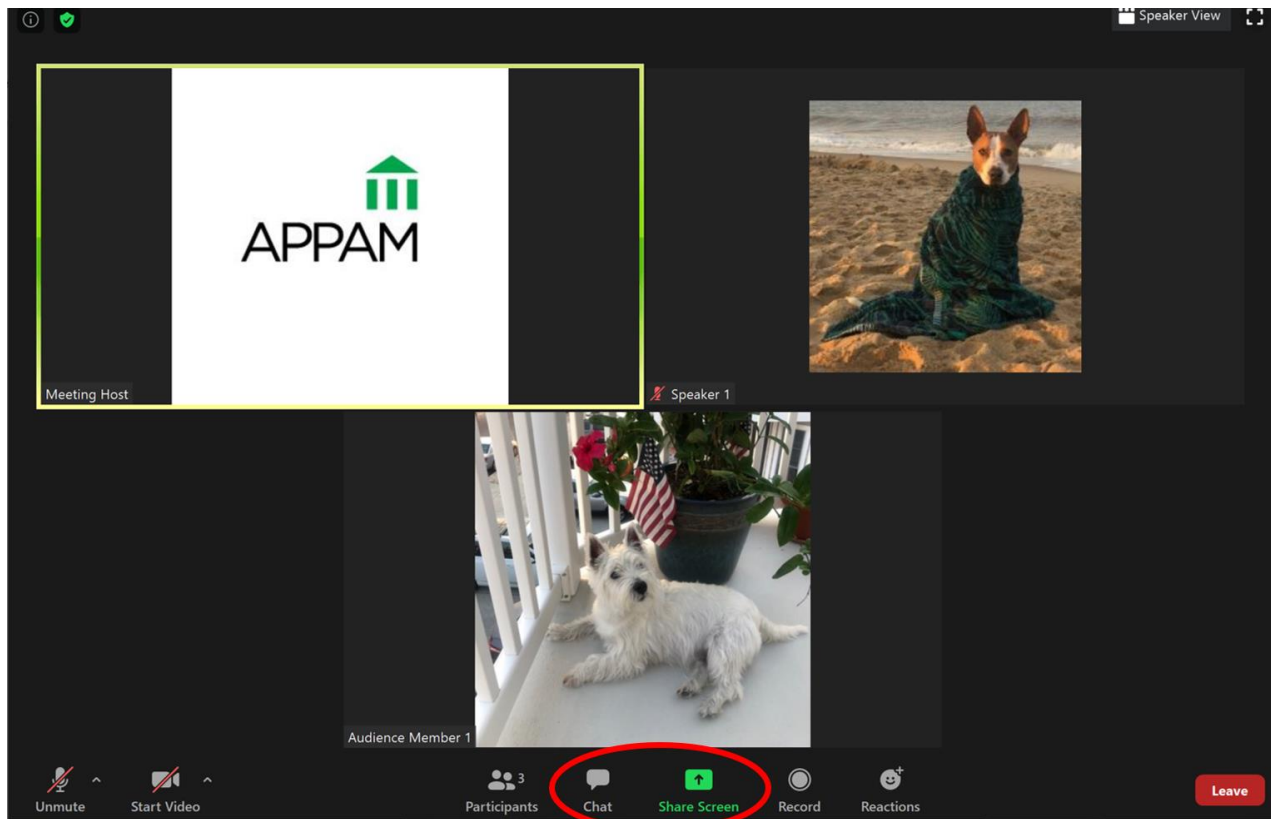 Speaker View
APPAM
Meeting Host
Speaker 1
Audience Member 1
3
Unmute
Start Video
Participants
Chat
Share Screen
Record
Reactions
Leave